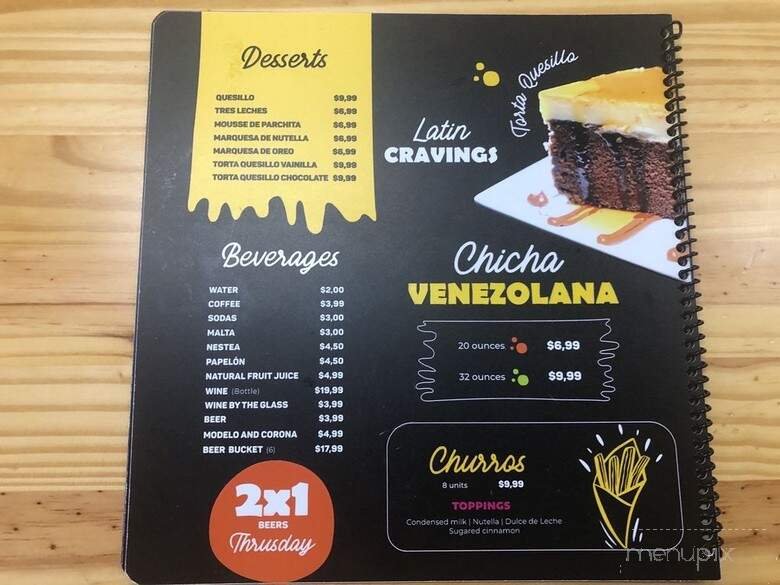 Desserts
QUESILLO $9,99
TRES LECHES $6,99
MOUSSE DE PARCHITA $6,99
MARQUESA DE NUTELLA $6,99
MARQUESA DE OREO $6,99
TORTA QUESILLO VAINILLA $9,99
TORTA QUESILLO CHOCOLATE $9,99
Latin
CRAVINGS
Torta Quesillo
Beverages
WATER $2,00
COFFEE $3,99
SODAS $3,00
MALTA $3,00
NESTEA $4,50
PAPELÓN $4,50
NATURAL FRUIT JUICE $4,99
WINE (Bottle) $19,99
WINE BY THE GLASS $3,99
BEER $3,99
MODELO AND CORONA $4,99
BEER BUCKET (6) $17,99
2x1
BEERS
Thrusday
Chicha
VENEZOLANA
20 ounces $6,99
32 ounces $9,99
Churros
8 units $9,99
TOPPINGS
Condensed milk | Nutella | Dulce de Leche
Sugared cinnamon
menupix